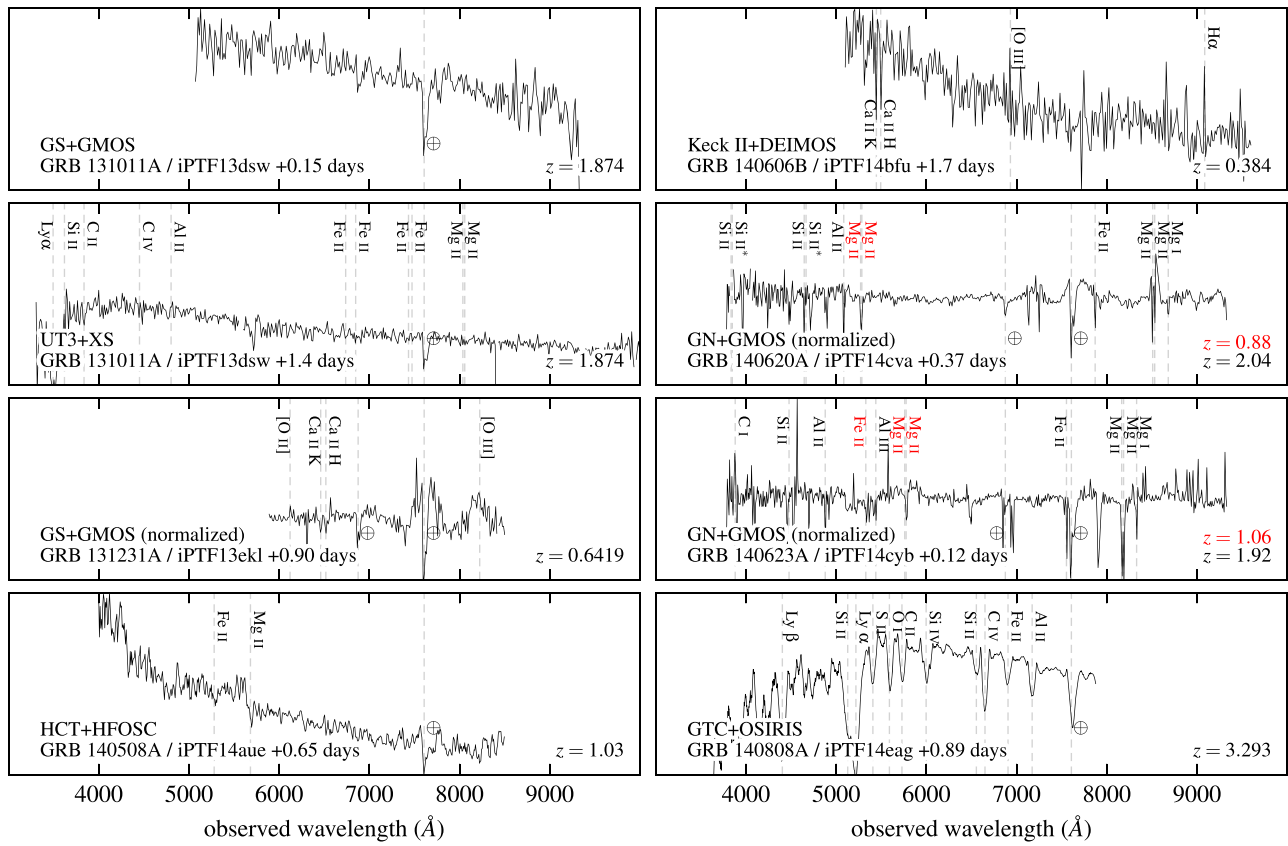 GS+GMOS
GRB 131011A / iPTF13dsw +0.15 days
z = 1.874
⊕
[O III]
Hα
Ca II K
Ca II H
Keck II+DEIMOS
GRB 140606B / iPTF14bfu +1.7 days
z = 0.384
Lyα
Si II
C II
C IV
Al II
Fe II
Fe II
Fe II
Fe II
Mg II
Mg II
UT3+XS
⊕
GRB 131011A / iPTF13dsw +1.4 days
z = 1.874
Si II
Si II*
Si II
Si II*
Al II
Mg II
Mg II
Fe II
Mg II
Mg II
Mg I
GN+GMOS (normalized)
⊕
⊕
z = 0.88
GRB 140620A / iPTF14cva +0.37 days
z = 2.04
[O II]
Ca II K
Ca II H
[O III]
GS+GMOS (normalized)
⊕
⊕
GRB 131231A / iPTF13ekl +0.90 days
z = 0.6419
C I
Si II
Al II
Fe II
Al III
Mg II
Mg II
Fe II
Mg II
Mg II
Mg I
GN+GMOS (normalized)
⊕
⊕
z = 1.06
GRB 140623A / iPTF14cyb +0.12 days
z = 1.92
Fe II
Mg II
HCT+HFOSC
⊕
GRB 140508A / iPTF14aue +0.65 days
z = 1.03
Ly β
Si II
Ly α
S II
O I
C II
Si IV
Si II
C IV
Fe II
Al II
GTC+OSIRIS
⊕
GRB 140808A / iPTF14eag +0.89 days
z = 3.293
4000 5000 6000 7000 8000 9000
observed wavelength (Å)
4000 5000 6000 7000 8000 9000
observed wavelength (Å)